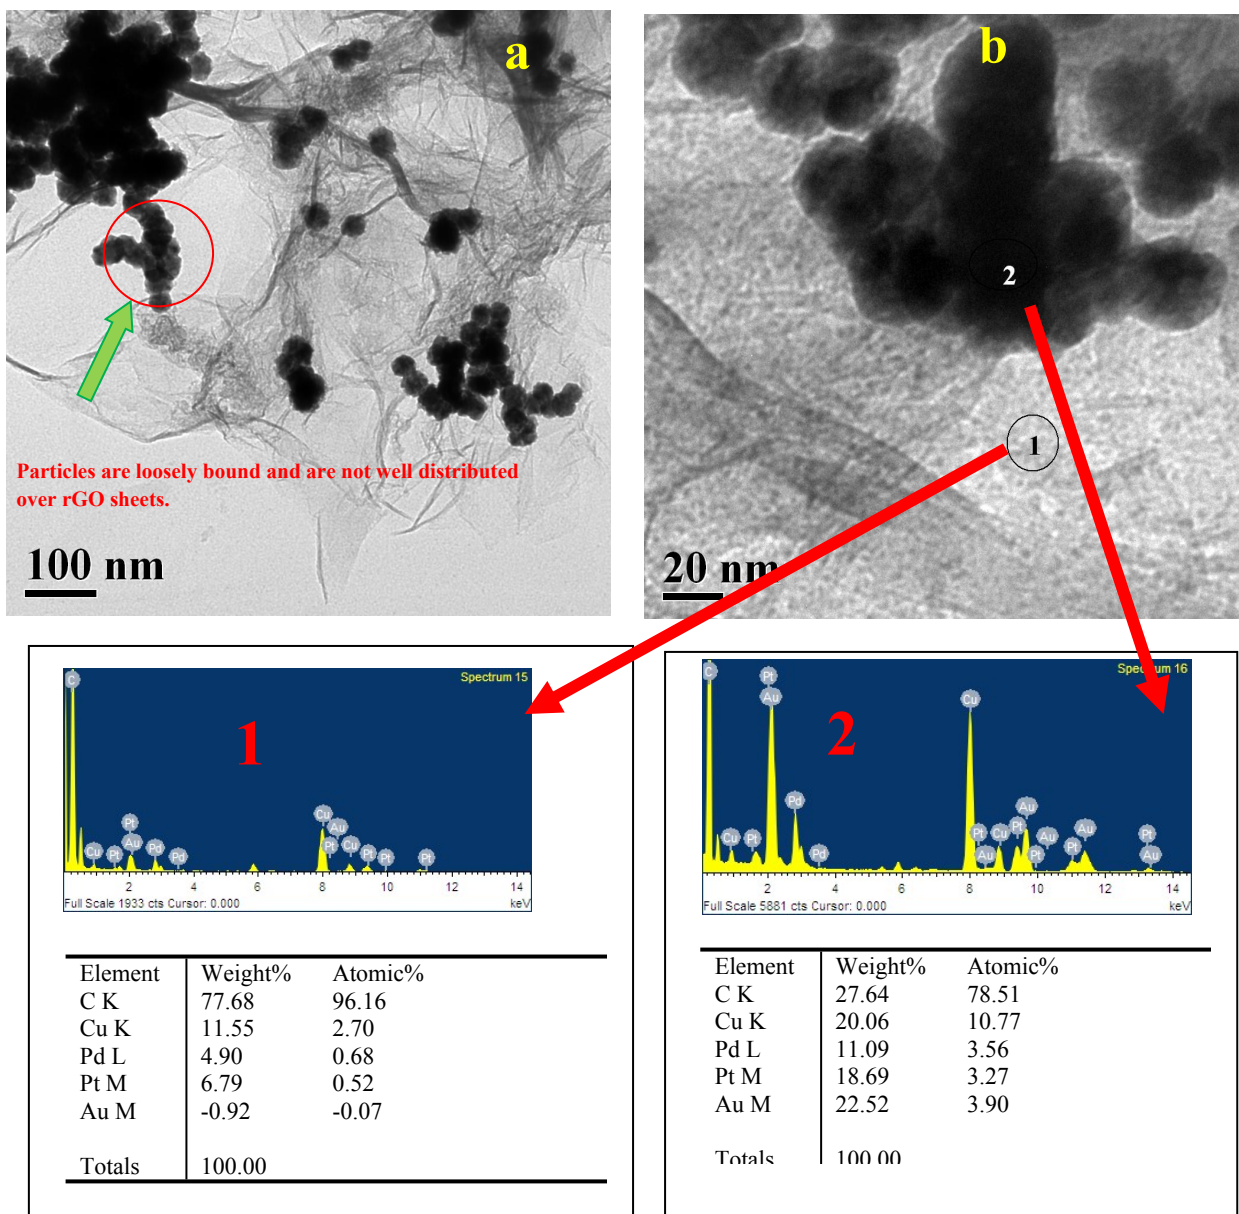 a
Particles are loosely bound and are not well distributed
over rGO sheets.
100 nm
b
2
1
20 nm
Spectrum 15
C
1
Pt
Cu
Au
Cu
Pt
Au
Pd
Pd
Pt
Cu
Pt
Pt
Pt
2 4 6 8 10 12 14
Full Scale 1933 cts Cursor: 0.000 keV
Element Weight% Atomic%
C K 77.68 96.16
Cu K 11.55 2.70
Pd L 4.90 0.68
Pt M 6.79 0.52
Au M -0.92 -0.07
Totals 100.00
Spectrum 16
C
Pt
Au
Cu
2
Pd
Au
Pt
Cu
Pt
Pt
Cu
Au
Au
Pt
Pd
Au
Pt
Pt
Au
2 4 6 8 10 12 14
Full Scale 5881 cts Cursor: 0.000 keV
Element Weight% Atomic%
C K 27.64 78.51
Cu K 20.06 10.77
Pd L 11.09 3.56
Pt M 18.69 3.27
Au M 22.52 3.90
Totals 100.00